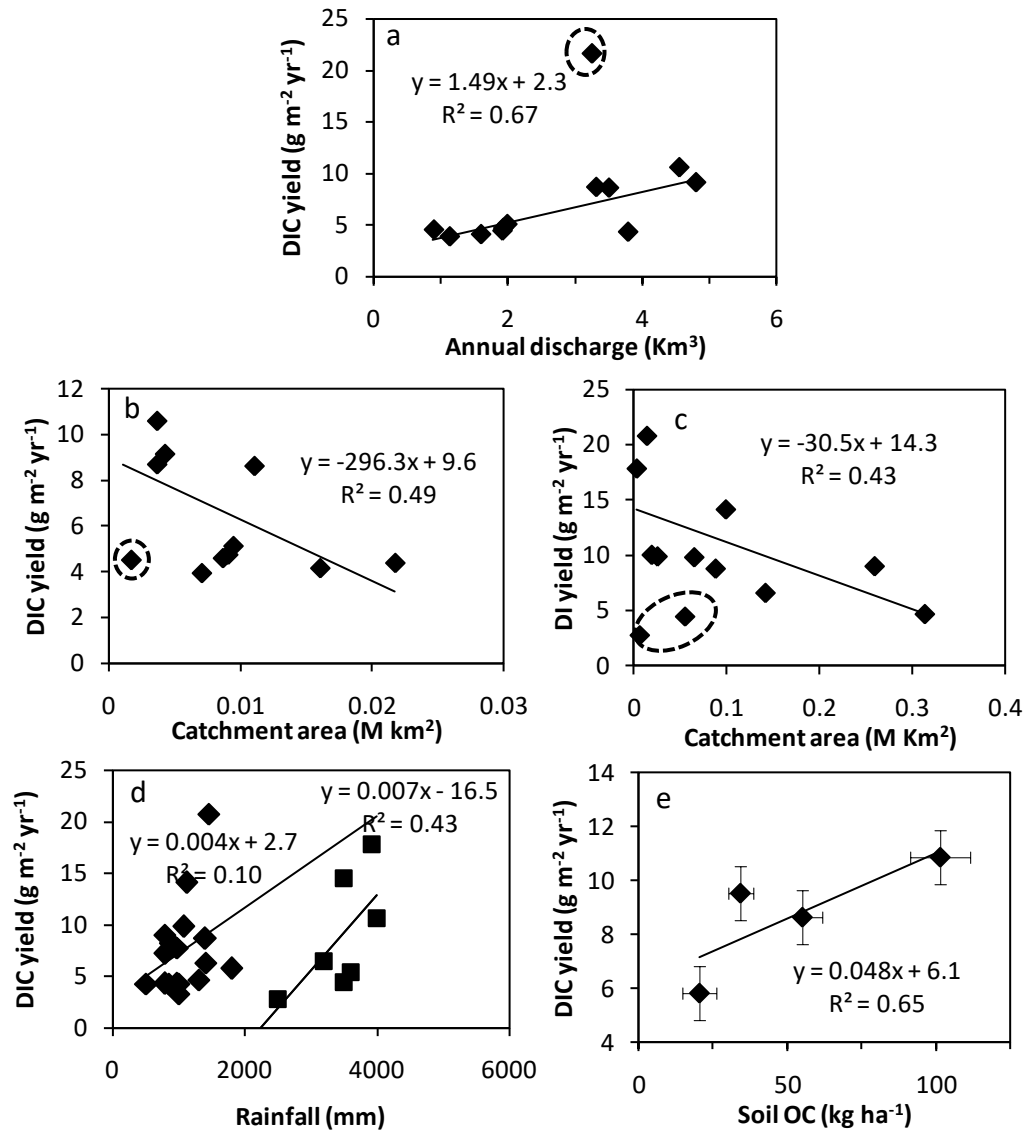 a
y = 1.49x + 2.3
R² = 0.67
DIC yield (g m⁻² yr⁻¹)
25
20
15
10
5
0
0 2 4 6
Annual discharge (Km³)
b
y = -296.3x + 9.6
R² = 0.49
DIC yield (g m⁻² yr⁻¹)
12
10
8
6
4
2
0
0 0.01 0.02 0.03
Catchment area (M km²)
c
y = -30.5x + 14.3
R² = 0.43
DI yield (g m⁻² yr⁻¹)
25
20
15
10
5
0
0 0.1 0.2 0.3 0.4
Catchment area (M Km²)
d
y = 0.007x - 16.5
R² = 0.43
y = 0.004x + 2.7
R² = 0.10
DIC yield (g m⁻² yr⁻¹)
25
20
15
10
5
0
0 2000 4000 6000
Rainfall (mm)
e
y = 0.048x + 6.1
R² = 0.65
DIC yield (g m⁻² yr⁻¹)
14
12
10
8
6
4
0 50 100
Soil OC (kg ha⁻¹)